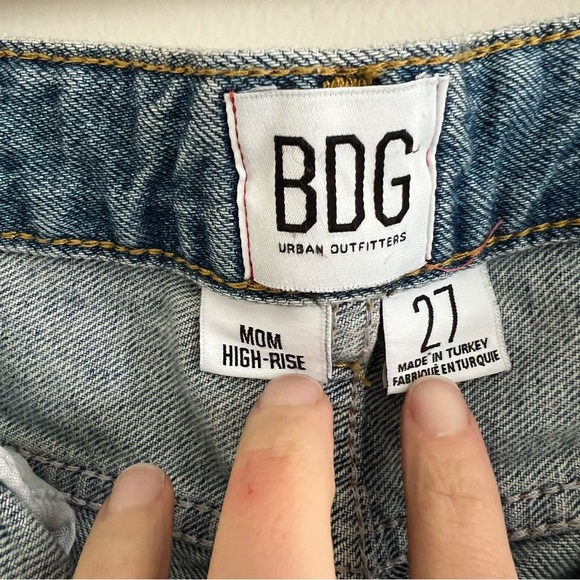 BDG
URBAN OUTFITTERS
MOM
HIGH-RISE
27
MADE IN TURKEY
FABRIQUÉ EN TURQUIE